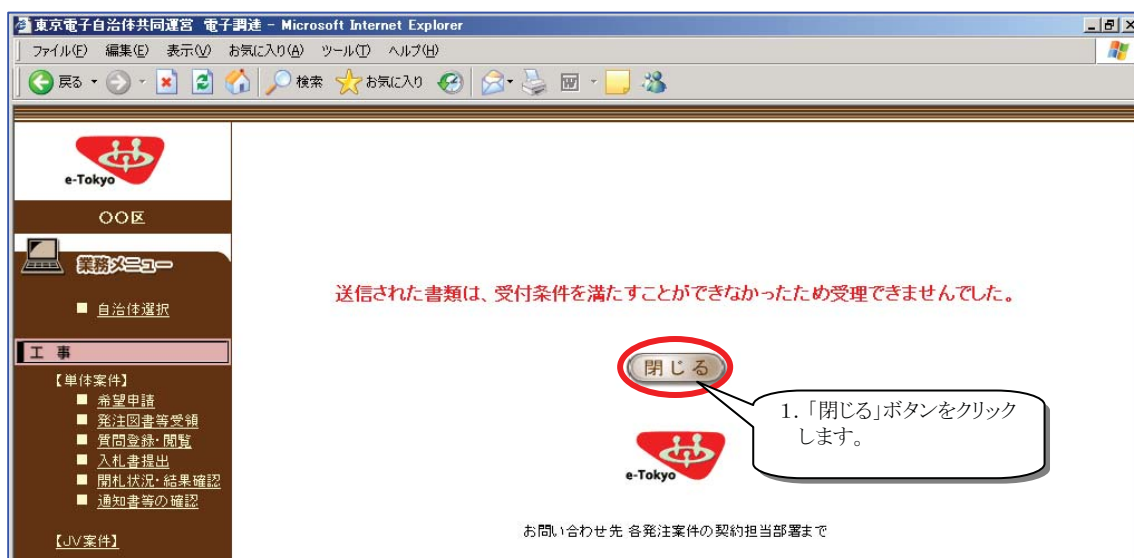 東京電子自治体共同運営 電子調達 - Microsoft Internet Explorer
ファイル(F) 編集(E) 表示(V) お気に入り(A) ツール(T) ヘルプ(H)
戻る 検索 お気に入り
e-Tokyo
〇〇区
業務メニュー
自治体選択
工 事
【単体案件】
希望申請
発注図書等受領
質問登録・閲覧
入札書提出
開札状況・結果確認
通知書等の確認
【JV案件】
送信された書類は、受付条件を満たすことができなかったため受理できませんでした。
閉じる
1.「閉じる」ボタンをクリック
します。
e-Tokyo
お問い合わせ先 各発注案件の契約担当部署まで